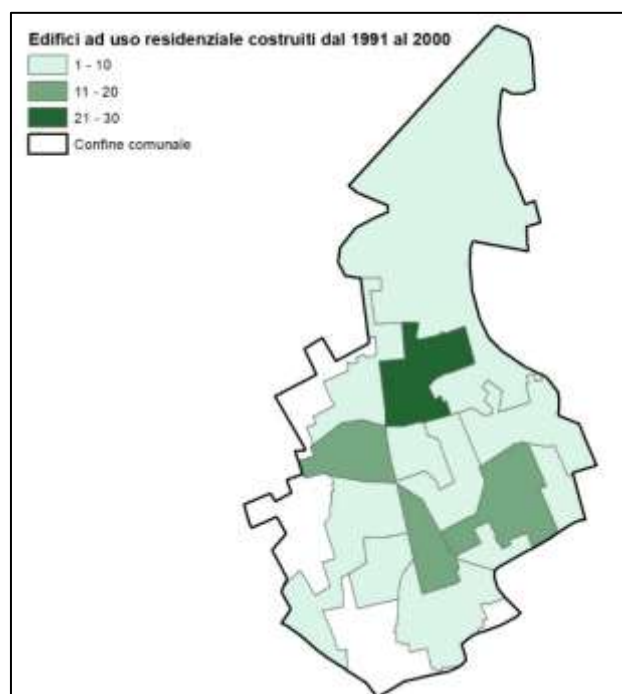 Edifici ad uso residenziale costruiti dal 1991 al 2000
1 - 10
11 - 20
21 - 30
Confine comunale